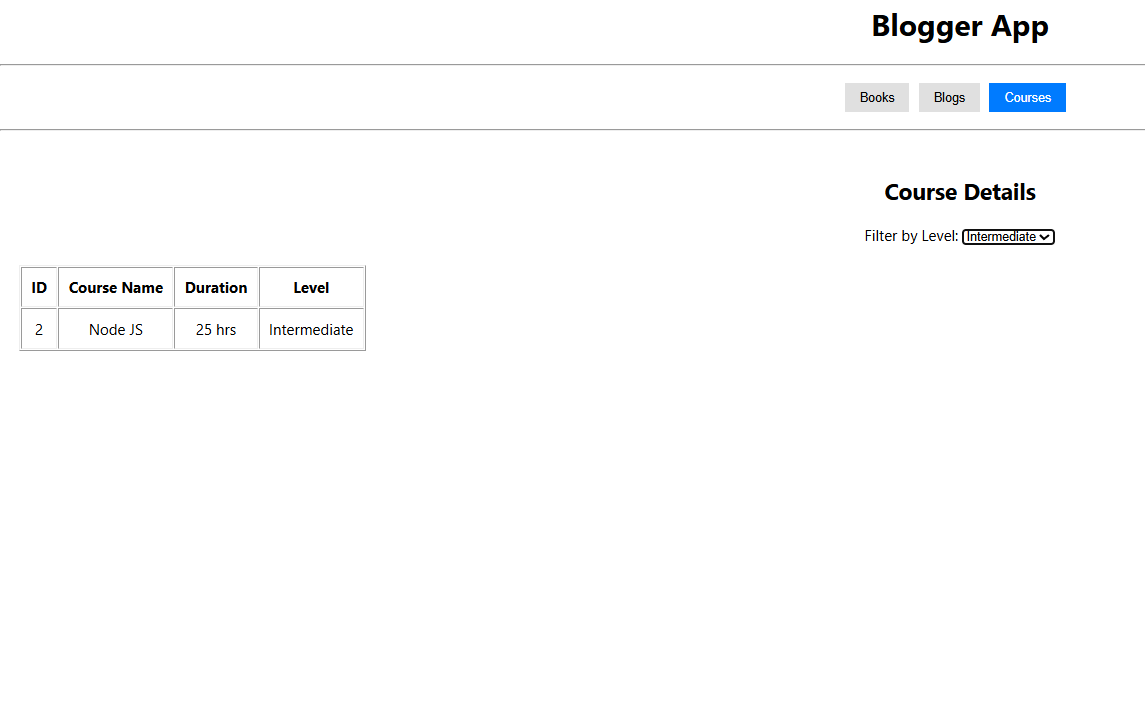 Blogger App
Books Blogs Courses
Course Details
Filter by Level: Intermediate
ID Course Name Duration Level
2 Node JS 25 hrs Intermediate